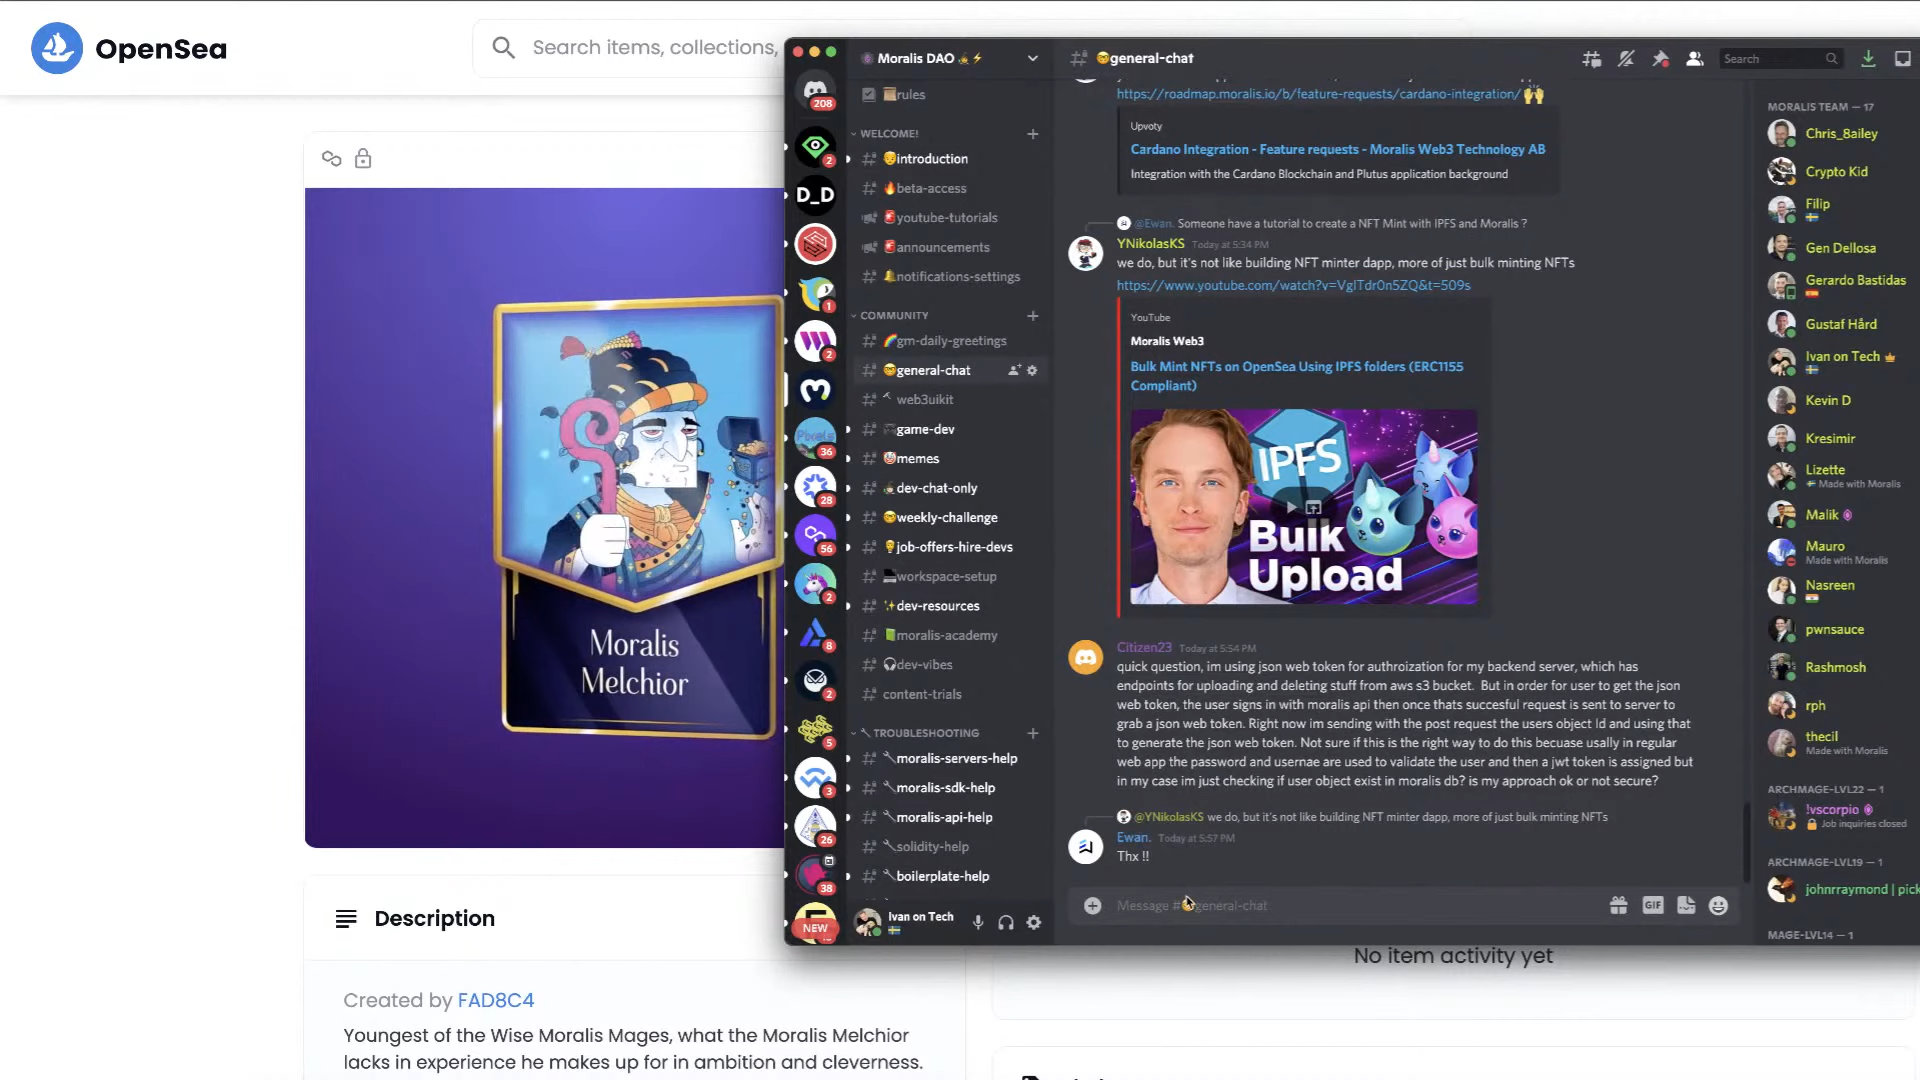 OpenSea
Search items, collections,
Moralis
Melchior
Description
Created by FAD8C4
Youngest of the Wise Moralis Mages, what the Moralis Melchior
lacks in experience he makes up for in ambition and cleverness.
No item activity yet
208
2
D_D
1
2
Pixels
36
28
56
2
8
2
5
3
26
38
NEW
Moralis DAO
rules
WELCOME!
introduction
beta-access
youtube-tutorials
announcements
notifications-settings
COMMUNITY
gm-daily-greetings
general-chat
web3uikit
game-dev
memes
dev-chat-only
weekly-challenge
job-offers-hire-devs
workspace-setup
dev-resources
moralis-academy
dev-vibes
content-trials
TROUBLESHOOTING
moralis-servers-help
moralis-sdk-help
moralis-api-help
solidity-help
boilerplate-help
Ivan on Tech
general-chat
Search
https://roadmap.moralis.io/b/feature-requests/cardano-integration/
Upvoty
Cardano Integration - Feature requests - Moralis Web3 Technology AB
Integration with the Cardano Blockchain and Plutus application background
@Ewan. Someone have a tutorial to create a NFT Mint with IPFS and Moralis ?
YNikolasKS Today at 5:34 PM
we do, but it's not like building NFT minter dapp, more of just bulk minting NFTs
https://www.youtube.com/watch?v=VglTdr0n5ZQ&t=509s
YouTube
Moralis Web3
Bulk Mint NFTs on OpenSea Using IPFS folders (ERC1155
Compliant)
IPFS
Bulk
Upload
Citizen23 Today at 5:54 PM
quick question, im using json web token for authroization for my backend server, which has
endpoints for uploading and deleting stuff from aws s3 bucket. But in order for user to get the json
web token, the user signs in with moralis api then once thats succesful request is sent to server to
grab a json web token. Right now im sending with the post request the users object Id and using that
to generate the json web token. Not sure if this is the right way to do this becuase usally in regular
web app the password and usernae are used to validate the user and then a jwt token is assigned but
in my case im just checking if user object exist in moralis db? is my approach ok or not secure?
@YNikolasKS we do, but it's not like building NFT minter dapp, more of just bulk minting NFTs
Ewan. Today at 5:57 PM
Thx !!
Message # general-chat
GIF
MORALIS TEAM — 17
Chris_Bailey
Crypto Kid
Filip
Gen Dellosa
Gerardo Bastidas
Gustaf Hård
Ivan on Tech
Kevin D
Kresimir
Lizette
Made with Moralis
Malik
Mauro
Made with Moralis
Nasreen
pwnsauce
Rashmosh
rph
thecil
Made with Moralis
ARCHMAGE-LVL22 — 1
!vscorpio
Job inquiries closed
ARCHMAGE-LVL19 — 1
johnrraymond | pick
MAGE-LVL14 — 1